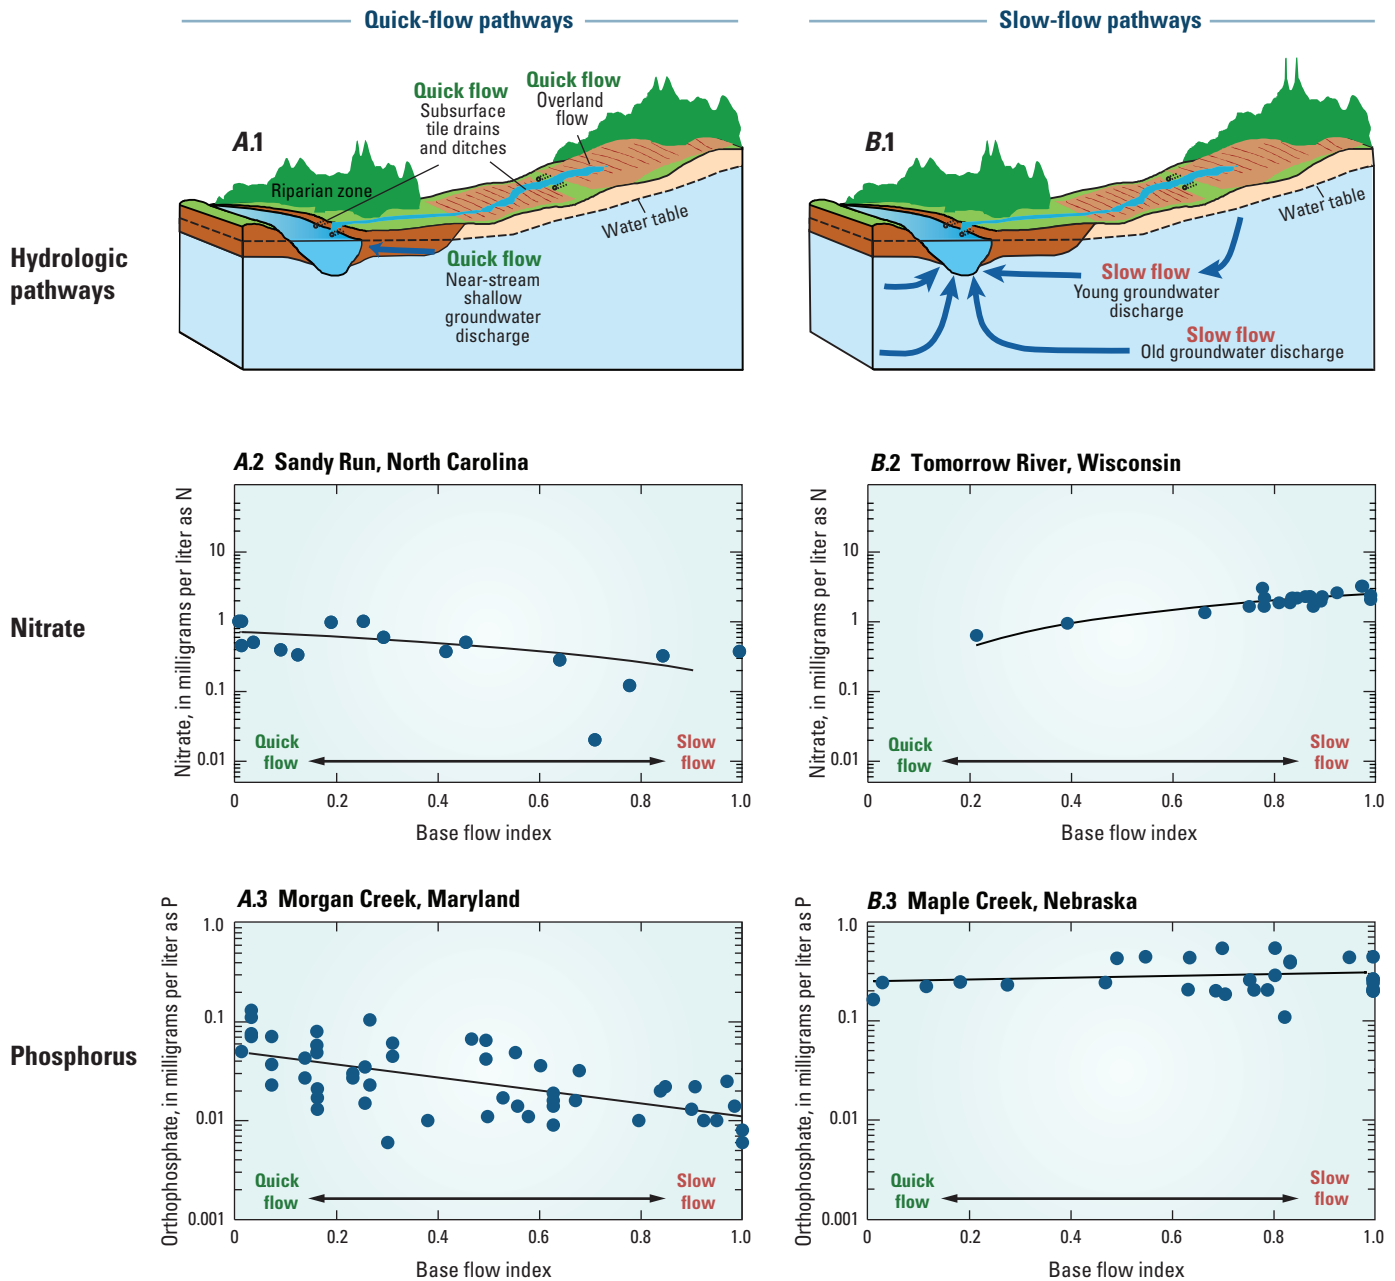 Quick-flow pathways
Slow-flow pathways
Hydrologic
pathways
A.1
Quick flow
Subsurface
tile drains
and ditches
Quick flow
Overland
flow
Riparian zone
Water table
Quick flow
Near-stream
shallow
groundwater
discharge
B.1
Water table
Slow flow
Young groundwater
discharge
Slow flow
Old groundwater discharge
Nitrate
A.2 Sandy Run, North Carolina
Nitrate, in milligrams per liter as N
10
1
0.1
0.01
Quick
flow
Slow
flow
0 0.2 0.4 0.6 0.8 1.0
Base flow index
B.2 Tomorrow River, Wisconsin
Nitrate, in milligrams per liter as N
10
1
0.1
0.01
Quick
flow
Slow
flow
0 0.2 0.4 0.6 0.8 1.0
Base flow index
Phosphorus
A.3 Morgan Creek, Maryland
Orthophosphate, in milligrams per liter as P
1.0
0.1
0.01
0.001
Quick
flow
Slow
flow
0 0.2 0.4 0.6 0.8 1.0
Base flow index
B.3 Maple Creek, Nebraska
Orthophosphate, in milligrams per liter as P
1.0
0.1
0.01
0.001
Quick
flow
Slow
flow
0 0.2 0.4 0.6 0.8 1.0
Base flow index